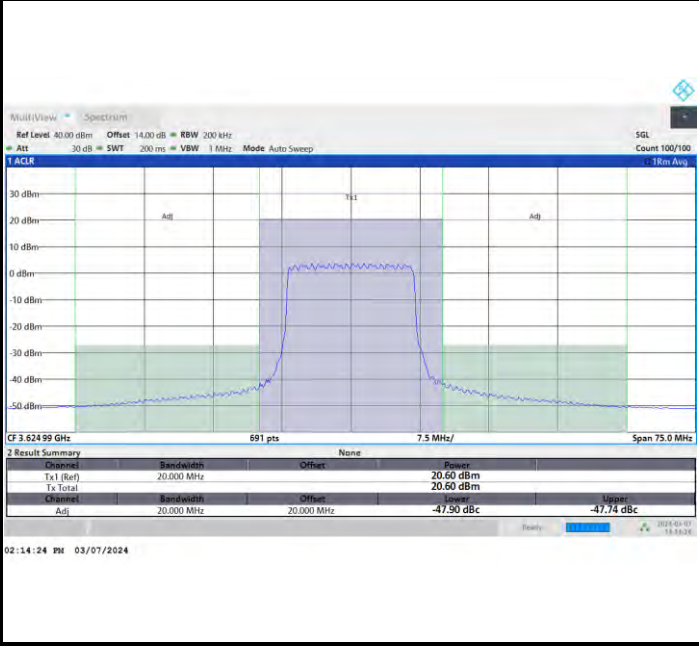 MultiView Spectrum
Ref Level 40.00 dBm Offset 14.00 dB RBW 200 kHz SGL
Att 30 dB SWT 200 ms VBW 1 MHz Mode Auto Sweep Count 100/100
1 ACLR 1Rm Avg
30 dBm
Tx1
20 dBm Adj Adj
10 dBm
0 dBm
-10 dBm
-20 dBm
-30 dBm
-40 dBm
-50 dBm
CF 3.624 99 GHz 691 pts 7.5 MHz/ Span 75.0 MHz
2 Result Summary None
Channel Bandwidth Offset Power
Tx1 (Ref) 20.000 MHz 20.60 dBm
Tx Total 20.60 dBm
Channel Bandwidth Offset Lower Upper
Adj 20.000 MHz 20.000 MHz -47.90 dBc -47.74 dBc
Ready
02:14:24 PM 03/07/2024